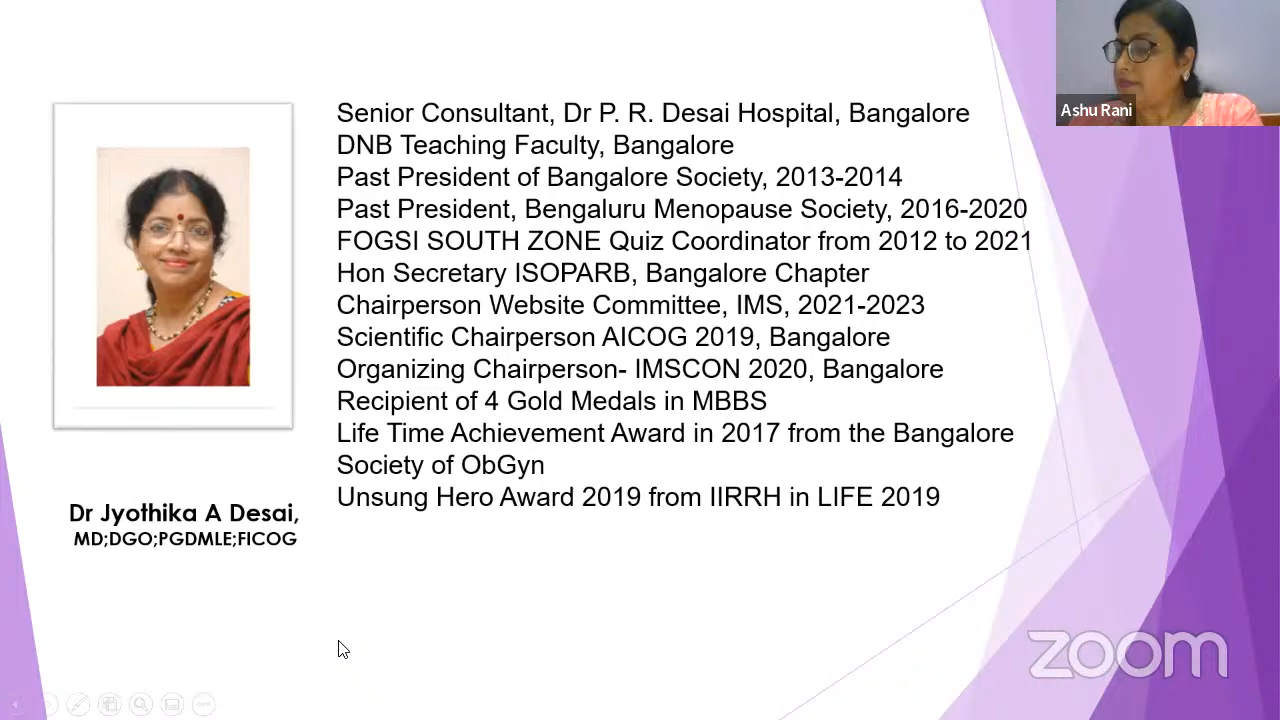 Ashu Rani
Senior Consultant, Dr P. R. Desai Hospital, Bangalore
DNB Teaching Faculty, Bangalore
Past President of Bangalore Society, 2013-2014
Past President, Bengaluru Menopause Society, 2016-2020
FOGSI SOUTH ZONE Quiz Coordinator from 2012 to 2021
Hon Secretary ISOPARB, Bangalore Chapter
Chairperson Website Committee, IMS, 2021-2023
Scientific Chairperson AICOG 2019, Bangalore
Organizing Chairperson- IMSCON 2020, Bangalore
Recipient of 4 Gold Medals in MBBS
Life Time Achievement Award in 2017 from the Bangalore
Society of ObGyn
Unsung Hero Award 2019 from IIRRH in LIFE 2019
Dr Jyothika A Desai,
MD;DGO;PGDMLE;FICOG
zoom